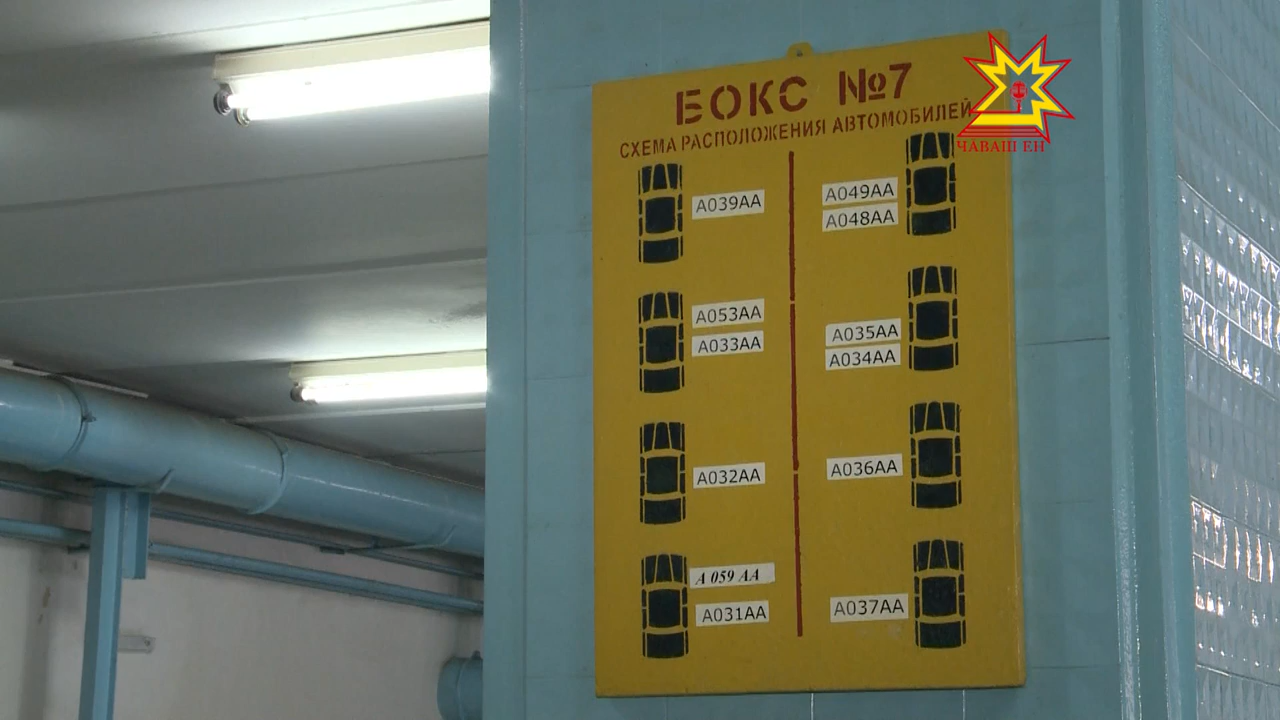 БОКС №7
СХЕМА РАСПОЛОЖЕНИЯ АВТОМОБИЛЕЙ
А039АА
А053АА
А033АА
А032АА
А 059 АА
А031АА
А049АА
А048АА
А035АА
А034АА
А036АА
А037АА
ЧĂВАШ ЕН